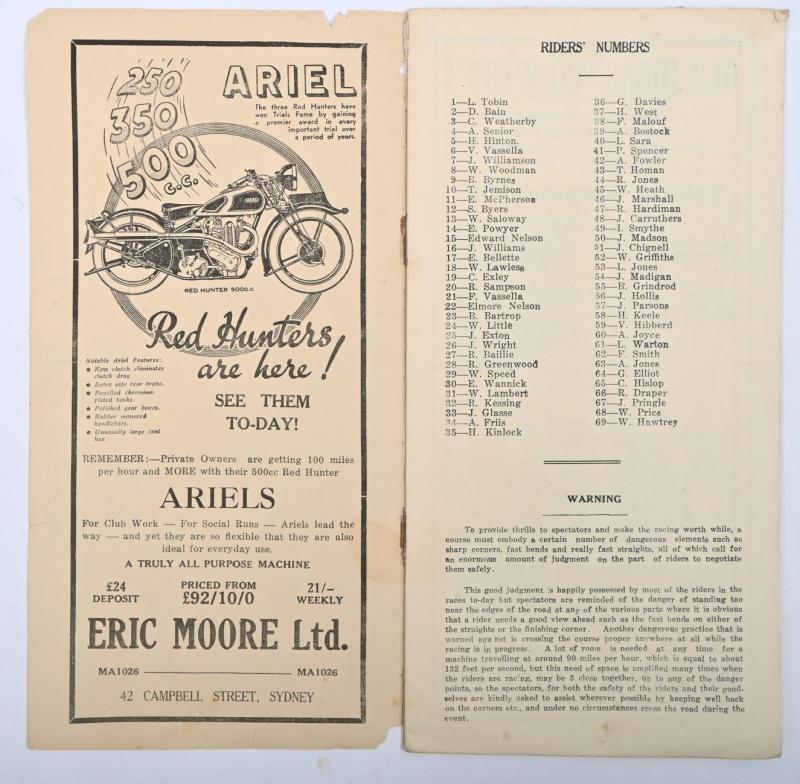 250
350
500
C.C.
ARIEL
The three Red Hunters have
won Trials Fame by gaining
a premier award in every
important trial over
a period of years.
RED HUNTER 500c.c
Red Hunters
are here!
Notable Ariel Features:
● New clutch eliminates
clutch drag
● Extra safe rear brake.
● Panelled chromium
plated tanks.
● Polished gear boxes.
● Rubber mounted
handlebars.
● Unusually large tool
box.
SEE THEM
TO-DAY!
REMEMBER:—Private Owners are getting 100 miles
per hour and MORE with their 500cc Red Hunter
ARIELS
For Club Work — For Social Runs — Ariels lead the
way — and yet they are so flexible that they are also
ideal for everyday use.
A TRULY ALL PURPOSE MACHINE
£24
DEPOSIT
PRICED FROM
£92/10/0
21/-
WEEKLY
ERIC MOORE Ltd.
MA1026 MA1026
42 CAMPBELL STREET, SYDNEY
RIDERS' NUMBERS
1—L. Tobin
2—D. Bain
3—C. Weatherby
4—A. Senior
5—H. Hinton.
6—V. Vassella
7—J. Williamson
8—W. Woodman
9—B. Byrnes
10—T. Jemison
11—E. McPherson
12—S. Byers
13—W. Saloway
14—E. Powyer
15—Edward Nelson
16—J. Williams
17—E. Bellette
18—W. Lawless
19—C. Exley
20—R. Sampson
21—F. Vassella
22—Elmore Nelson
23—B. Bartrop
24—W. Little
25—J. Exton
26—J. Wright
27—R. Baillie
28—R. Greenwood
29—W. Speed
30—E. Wannick
31—W. Lambert
32—R. Kessing
33—J. Glasse
34—A. Friis
35—H. Kinlock
36—G. Davies
37—H. West
38—F. Malouf
39—A. Bostock
40—L. Sara
41—P. Spencer
42—A. Fowler
43—T. Homan
44—R. Jones
45—W. Heath
46—J. Marshall
47—R. Hardiman
48—J. Carruthers
49—I. Smythe
50—J. Madson
51—J. Chignell
52—W. Griffiths
53—L. Jones
54—J. Madigan
55—B. Grindrod
56—J. Hollis
57—J. Parsons
58—H. Keele
59—V. Hibberd
60—A. Joyce
61—L. Warton
62—F. Smith
63—A. Jones
64—G. Elliot
65—C. Hislop
66—R. Draper
67—J. Pringle
68—W. Price
69—W. Hawtrey
WARNING
To provide thrills to spectators and make the racing worth while, a
course must embody a certain number of dangerous elements such as
sharp corners, fast bends and really fast straights, all of which call for
an enormous amount of judgment on the part of riders to negotiate
them safely.
This good judgment is happily possessed by most of the riders in the
races to-day but spectators are reminded of the danger of standing too
near the edges of the road at any of the various parts where it is obvious
that a rider needs a good view ahead such as the fast bends on either of
the straights or the finishing corner. Another dangerous practice that is
warned against is crossing the course proper anywhere at all while the
racing is in progress. A lot of room is needed at any time for a
machine travelling at around 90 miles per hour, which is equal to about
132 feet per second, but this need of space is amplified many times when
the riders are racing, may be 3 close together, up to any of the danger
points, so the spectators, for both the safety of the riders and their good-
selves are kindly asked to assist wherever possible by keeping well back
on the corners etc., and under no circumstances cross the road during the
event.